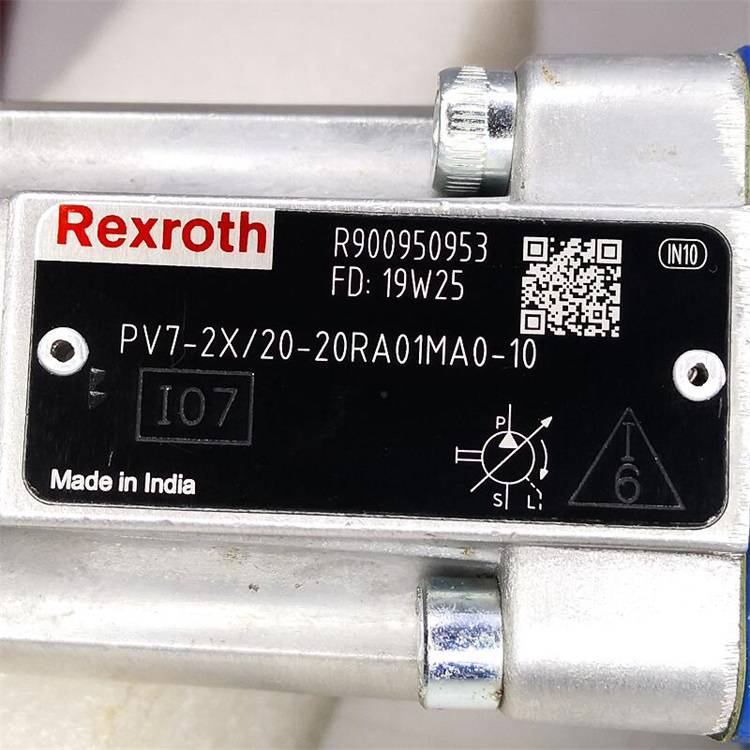 Rexroth
R900950953
FD: 19W25
IN10
PV7-2X/20-20RA01MA0-10
I07
P
S
L
I
6
Made in India